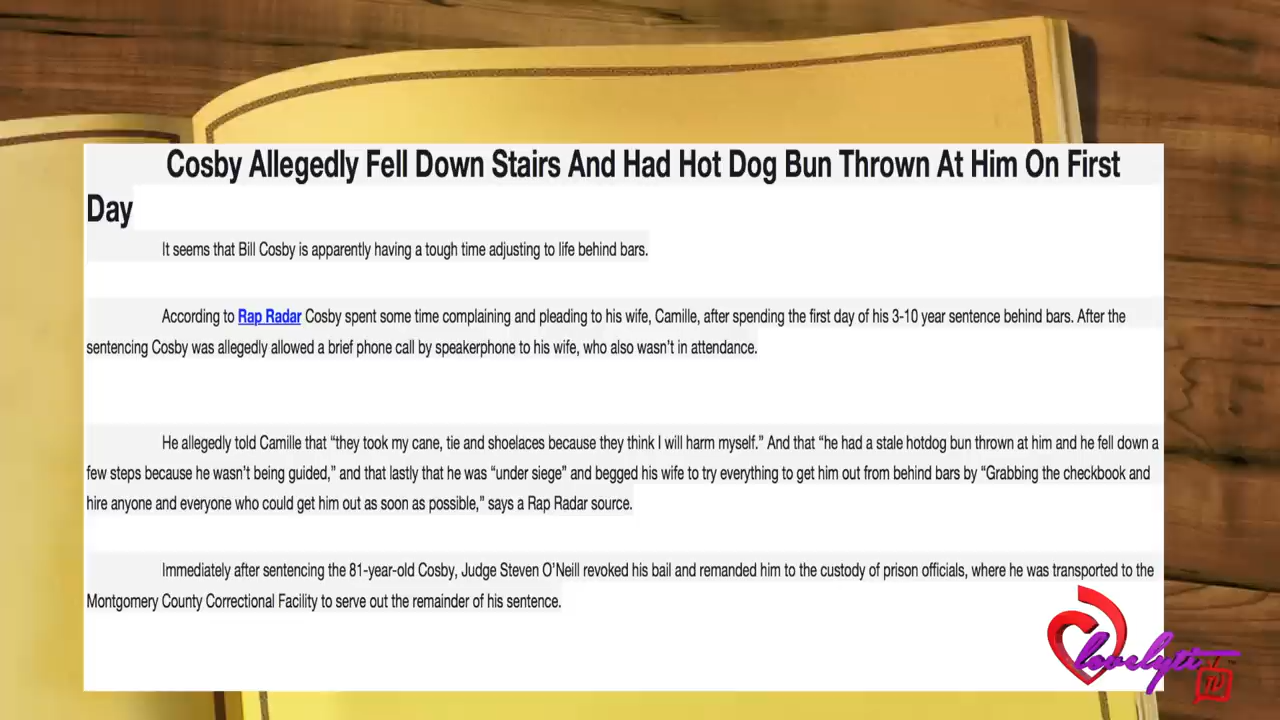 Cosby Allegedly Fell Down Stairs And Had Hot Dog Bun Thrown At Him On First
Day
It seems that Bill Cosby is apparently having a tough time adjusting to life behind bars.
According to Rap Radar Cosby spent some time complaining and pleading to his wife, Camille, after spending the first day of his 3-10 year sentence behind bars. After the
sentencing Cosby was allegedly allowed a brief phone call by speakerphone to his wife, who also wasn't in attendance.
He allegedly told Camille that “they took my cane, tie and shoelaces because they think I will harm myself.” And that “he had a stale hotdog bun thrown at him and he fell down a
few steps because he wasn't being guided,” and that lastly that he was “under siege” and begged his wife to try everything to get him out from behind bars by “Grabbing the checkbook and
hire anyone and everyone who could get him out as soon as possible,” says a Rap Radar source.
Immediately after sentencing the 81-year-old Cosby, Judge Steven O'Neill revoked his bail and remanded him to the custody of prison officials, where he was transported to the
Montgomery County Correctional Facility to serve out the remainder of his sentence.
lovelyti
TV